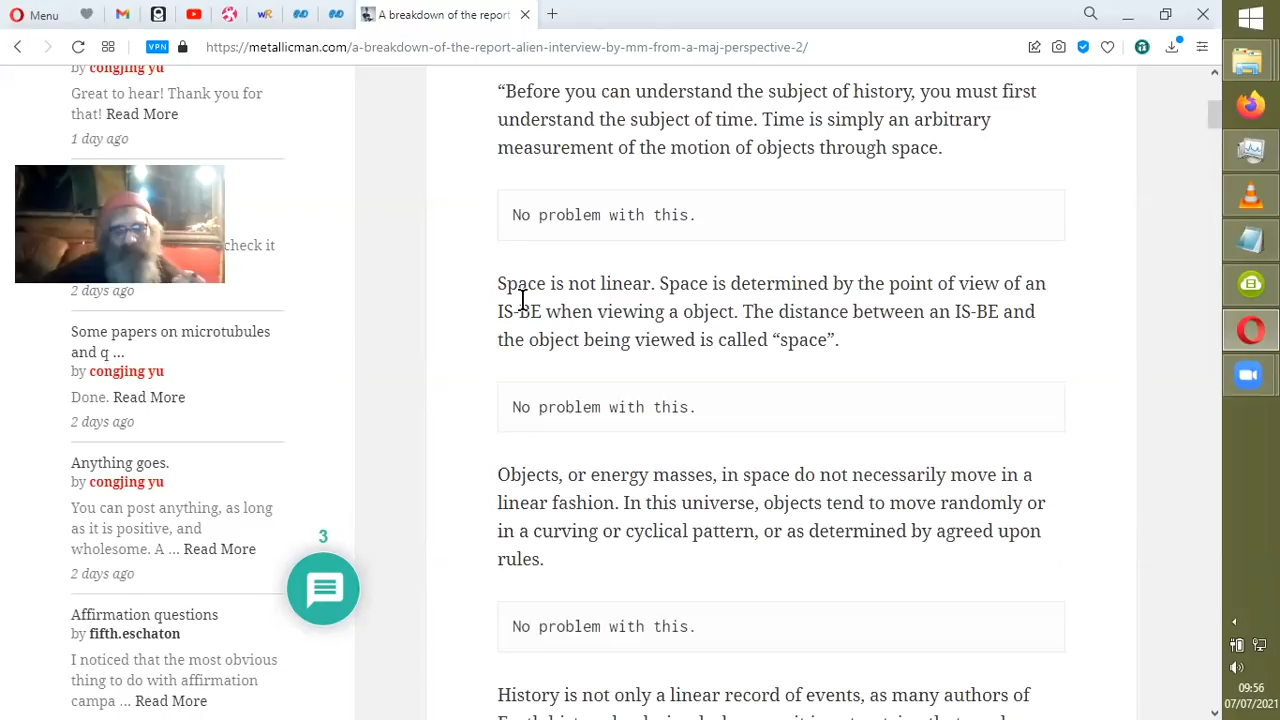 Menu
A breakdown of the report
VPN
https://metallicman.com/a-breakdown-of-the-report-alien-interview-by-mm-from-a-maj-perspective-2/
by congjing yu
Great to hear! Thank you for
that! Read More
1 day ago
check it
2 days ago
Some papers on microtubules
and q ...
by congjing yu
Done. Read More
2 days ago
Anything goes.
by congjing yu
You can post anything, as long
as it is positive, and
wholesome. A ... Read More
2 days ago
Affirmation questions
by fifth.eschaton
I noticed that the most obvious
thing to do with affirmation
campa ... Read More
3
“Before you can understand the subject of history, you must first
understand the subject of time. Time is simply an arbitrary
measurement of the motion of objects through space.
No problem with this.
Space is not linear. Space is determined by the point of view of an
IS-BE when viewing a object. The distance between an IS-BE and
the object being viewed is called “space”.
No problem with this.
Objects, or energy masses, in space do not necessarily move in a
linear fashion. In this universe, objects tend to move randomly or
in a curving or cyclical pattern, or as determined by agreed upon
rules.
No problem with this.
History is not only a linear record of events, as many authors of
09:56
07/07/2021